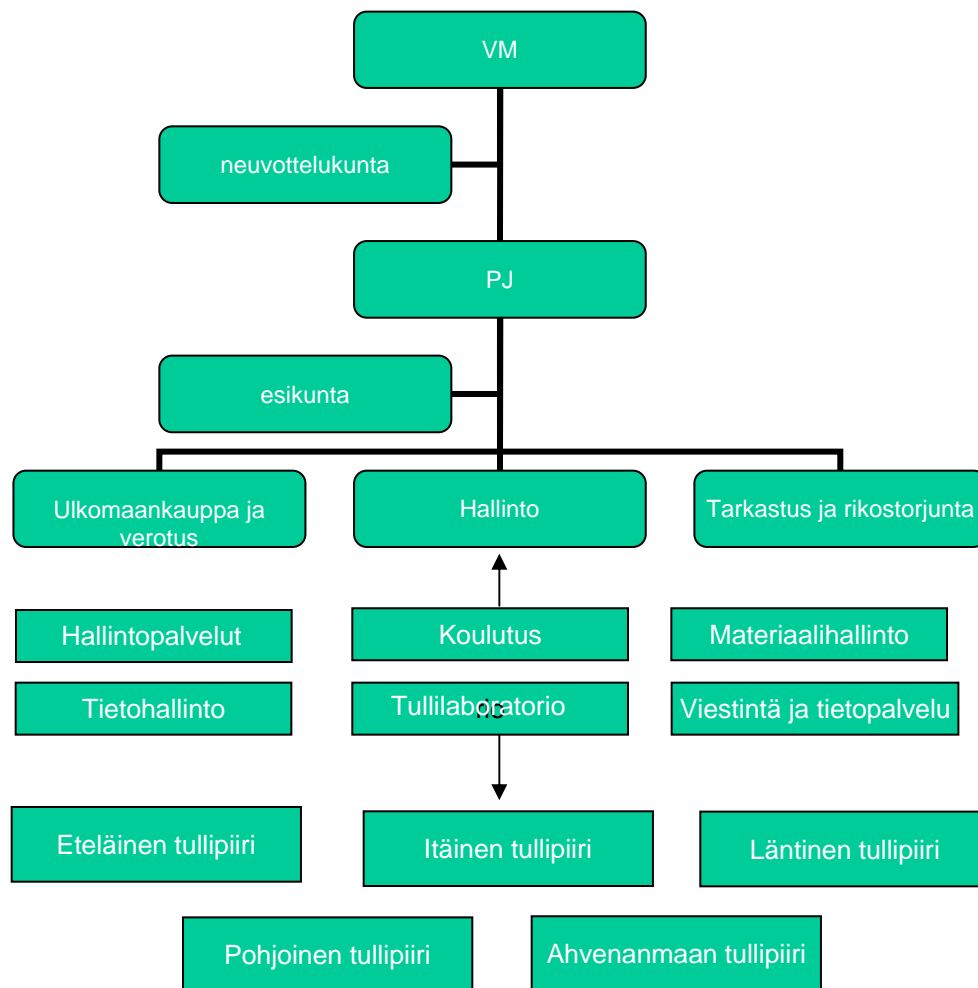 VM
neuvottelukunta
PJ
esikunta
Ulkomaankauppa ja
verotus
Hallinto
Tarkastus ja rikostorjunta
Hallintopalvelut
Koulutus
Materiaalihallinto
Tietohallinto
Tullilaboratorio
Viestintä ja tietopalvelu
Eteläinen tullipiiri
Itäinen tullipiiri
Läntinen tullipiiri
Pohjoinen tullipiiri
Ahvenanmaan tullipiiri